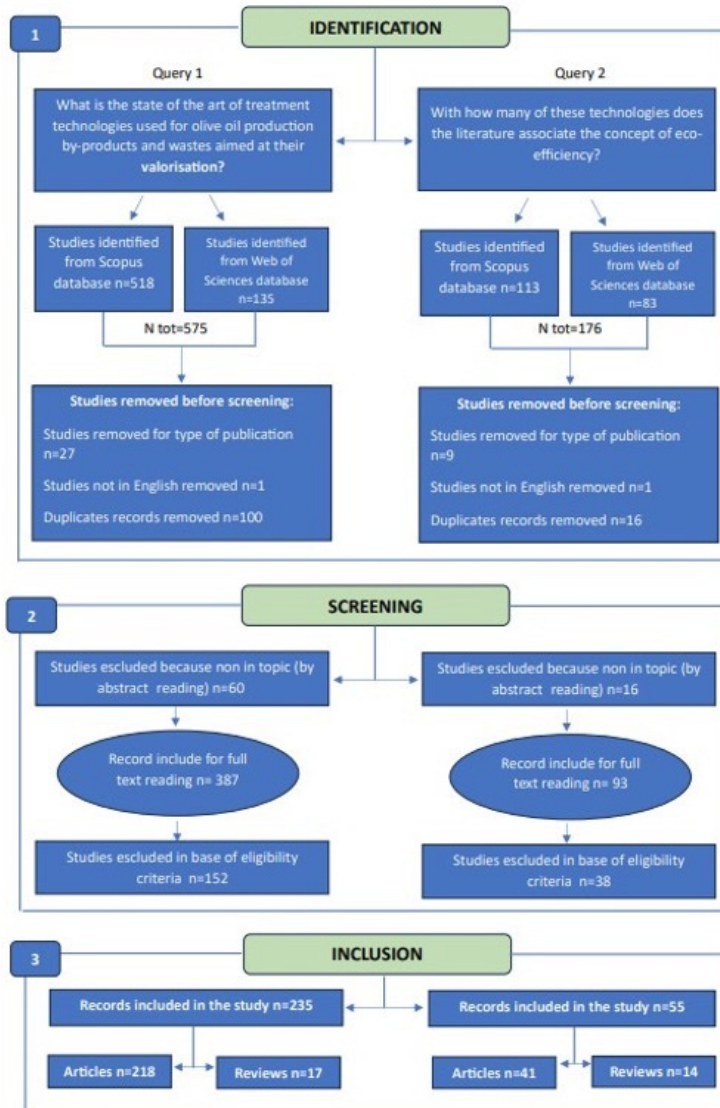 1
IDENTIFICATION
Query 1
What is the state of the art of treatment
technologies used for olive oil production
by-products and wastes aimed at their
valorisation?
Studies identified
from Scopus
database n=518
Studies identified
from Web of
Sciences database
n=135
N tot=575
Studies removed before screening:
Studies removed for type of publication
n=27
Studies not in English removed n=1
Duplicates records removed n=100
Query 2
With how many of these technologies does
the literature associate the concept of eco-
efficiency?
Studies identified
from Scopus
database n=113
Studies identified
from Web of
Sciences database
n=83
N tot=176
Studies removed before screening:
Studies removed for type of publication
n=9
Studies not in English removed n=1
Duplicates records removed n=16
2
SCREENING
Studies escluded because non in topic (by
abstract reading) n=60
Record include for full
text reading n= 387
Studies escluded in base of eligibility
criteria n=152
Studies escluded because non in topic (by
abstract reading) n=16
Record include for full
text reading n= 93
Studies escluded in base of eligibility
criteria n=38
3
INCLUSION
Records included in the study n=235
Articles n=218
Reviews n=17
Records included in the study n=55
Articles n=41
Reviews n=14